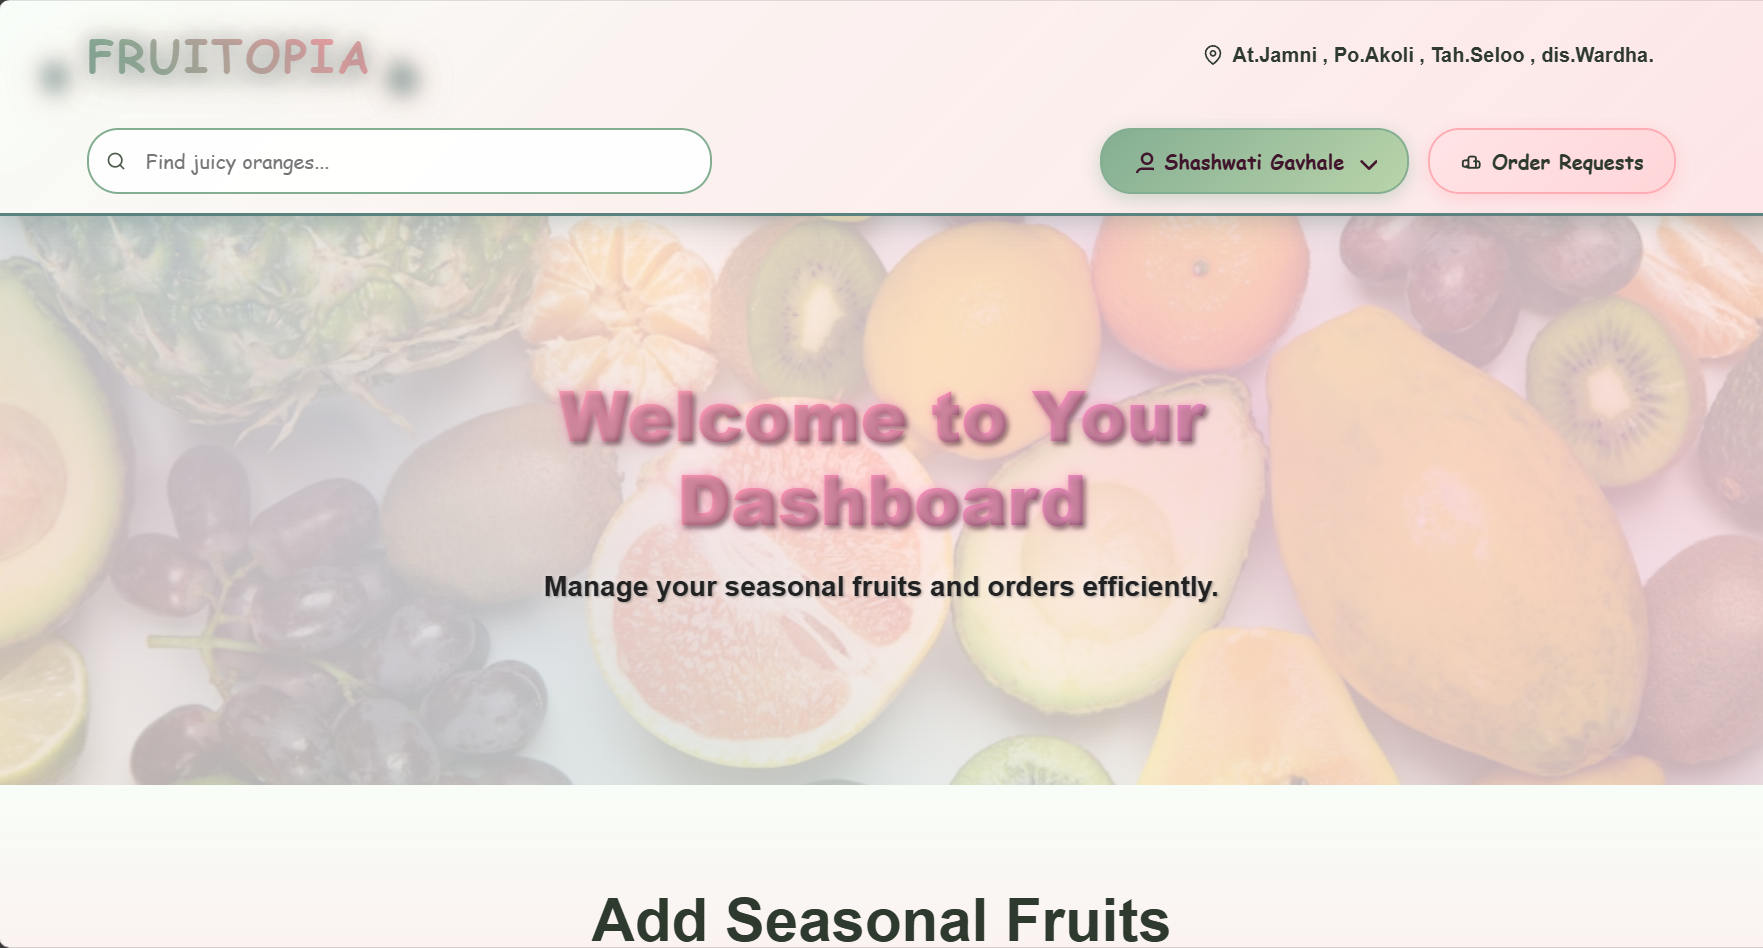 FRUITOPIA
At.Jamni , Po.Akoli , Tah.Seloo , dis.Wardha.
Find juicy oranges...
Shashwati Gavhale
Order Requests
Welcome to Your
Dashboard
Manage your seasonal fruits and orders efficiently.
Add Seasonal Fruits